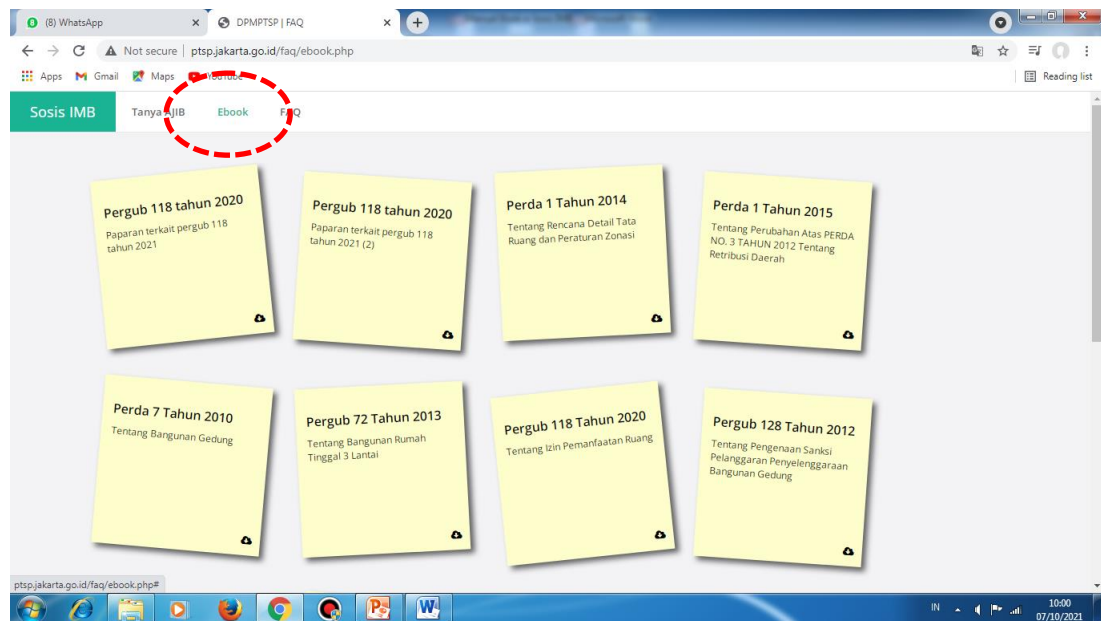 (8) WhatsApp
DPMPTSP | FAQ
Not secure | ptsp.jakarta.go.id/faq/ebook.php
Apps Gmail Maps YouTube
Reading list
Sosis IMB Tanya AJIB Ebook FAQ
Pergub 118 tahun 2020
Paparan terkait pergub 118
tahun 2021
Pergub 118 tahun 2020
Paparan terkait pergub 118
tahun 2021 (2)
Perda 1 Tahun 2014
Tentang Rencana Detail Tata
Ruang dan Peraturan Zonasi
Perda 1 Tahun 2015
Tentang Perubahan Atas PERDA
NO. 3 TAHUN 2012 Tentang
Retribusi Daerah
Perda 7 Tahun 2010
Tentang Bangunan Gedung
Pergub 72 Tahun 2013
Tentang Bangunan Rumah
Tinggal 3 Lantai
Pergub 118 Tahun 2020
Tentang Izin Pemanfaatan Ruang
Pergub 128 Tahun 2012
Tentang Pengenaan Sanksi
Pelanggaran Penyelenggaraan
Bangunan Gedung
ptsp.jakarta.go.id/faq/ebook.php#
IN
10:00
07/10/2021